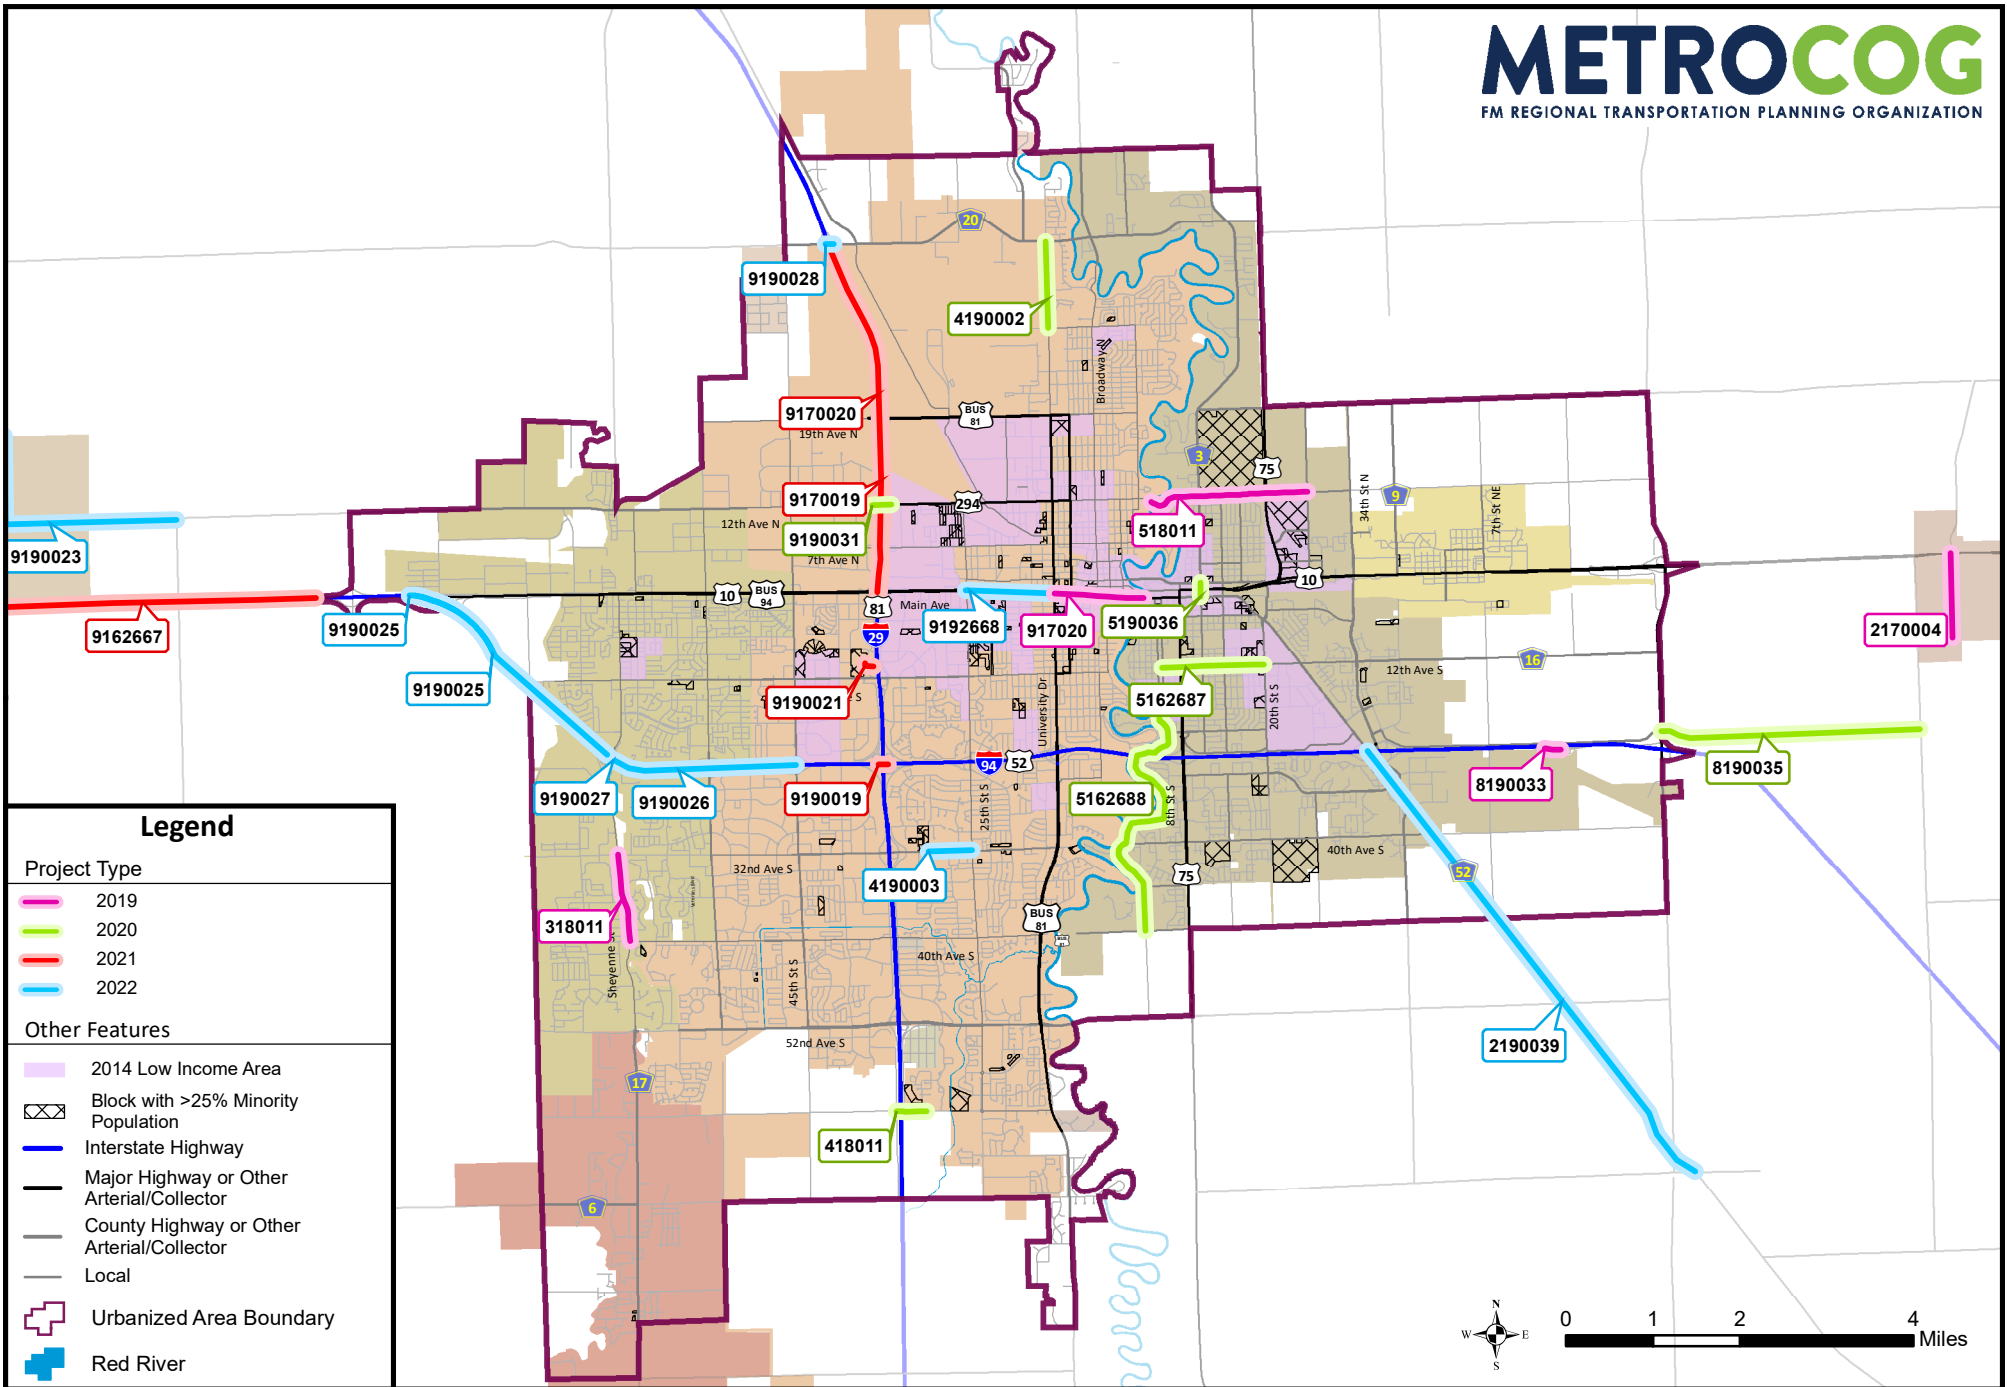 METROCOG
FM REGIONAL TRANSPORTATION PLANNING ORGANIZATION
20
9190028
4190002
Broadway N
9170020
BUS
81
19th Ave N
3
75
9170019
294
34th St N
9
7th St NE
12th Ave N
9190031
518011
9190023
7th Ave N
10
BUS
94
10
81
Main Ave
9162667
9190025
29
9192668
917020
5190036
2170004
9190025
16
12th Ave S
9190021
S
University Dr
5162687
20th St S
94
52
8190035
9190027
9190026
9190019
25th St S
5162688
8th St S
8190033
32nd Ave S
4190003
40th Ave S
75
52
318011
Sheyenne St
BUS
81
BUS
81
40th Ave S
45th St S
52nd Ave S
2190039
17
418011
6
Legend
Project Type
2019
2020
2021
2022
Other Features
2014 Low Income Area
Block with >25% Minority
Population
Interstate Highway
Major Highway or Other
Arterial/Collector
County Highway or Other
Arterial/Collector
Local
Urbanized Area Boundary
Red River
N
W
E
S
0
1
2
4
Miles